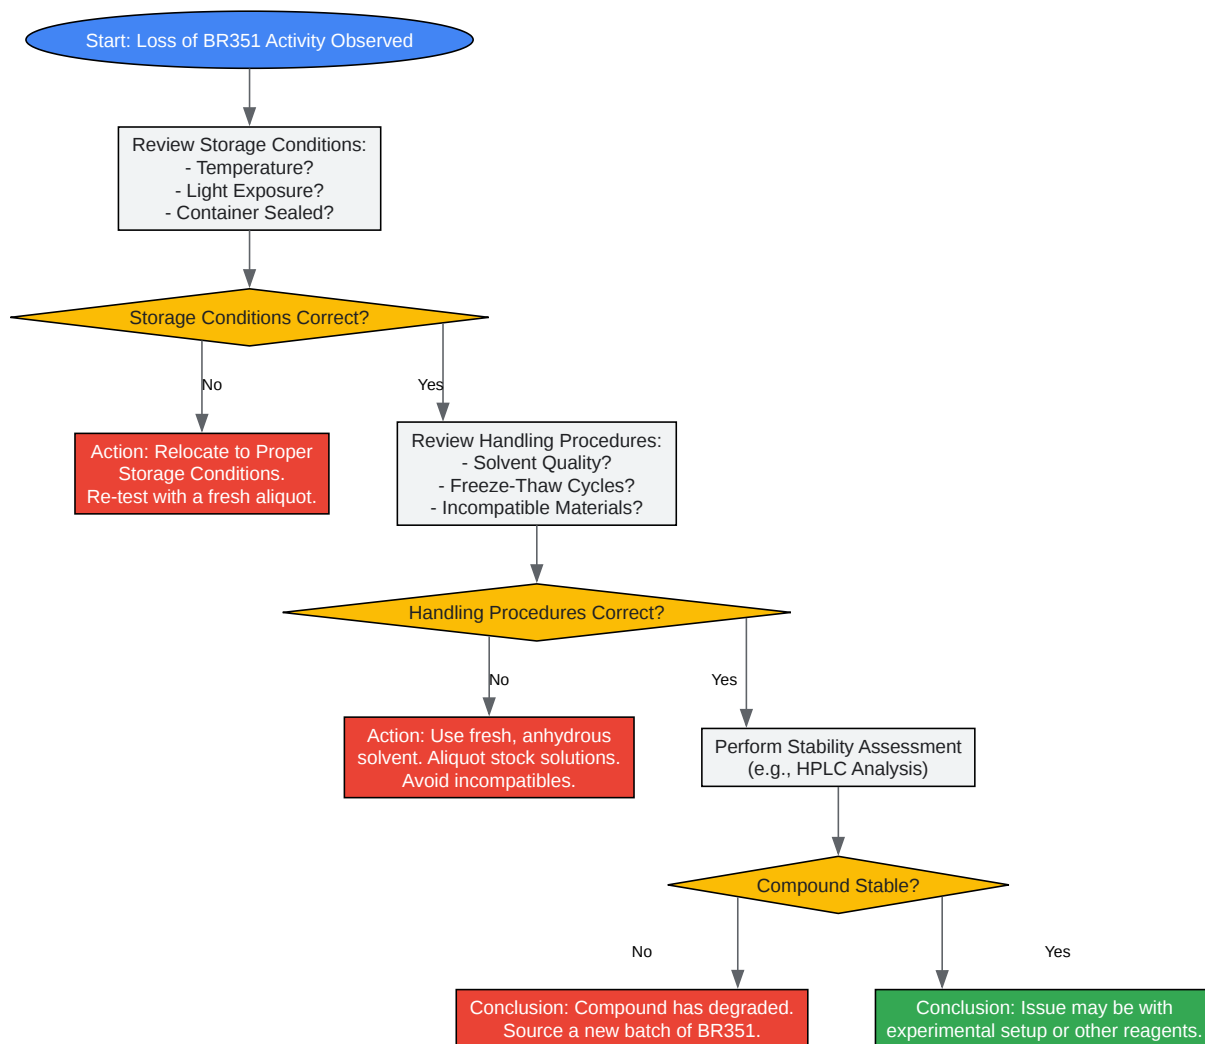 Start: Loss of BR351 Activity Observed
Review Storage Conditions:
- Temperature?
- Light Exposure?
- Container Sealed?
Storage Conditions Correct?
No
Yes
Action: Relocate to Proper
Storage Conditions.
Re-test with a fresh aliquot.
Review Handling Procedures:
- Solvent Quality?
- Freeze-Thaw Cycles?
- Incompatible Materials?
Handling Procedures Correct?
No
Yes
Action: Use fresh, anhydrous
solvent. Aliquot stock solutions.
Avoid incompatibles.
Perform Stability Assessment
(e.g., HPLC Analysis)
Compound Stable?
No
Yes
Conclusion: Compound has degraded.
Source a new batch of BR351.
Conclusion: Issue may be with
experimental setup or other reagents.